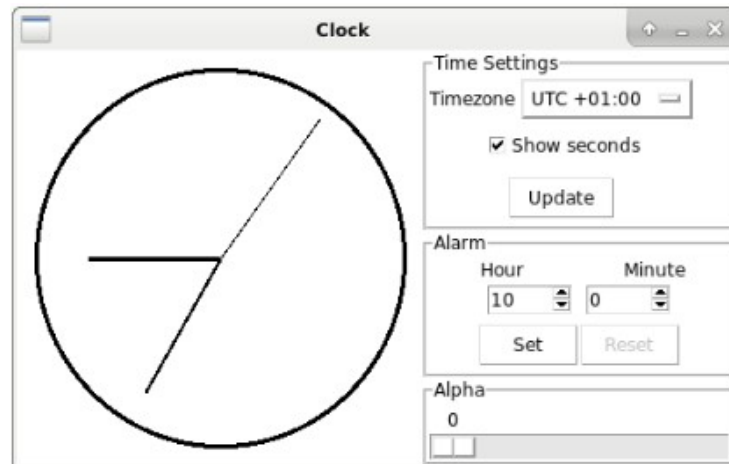 Clock
Time Settings
Timezone UTC +01:00
Show seconds
Update
Alarm
Hour Minute
10 0
Set Reset
Alpha
0